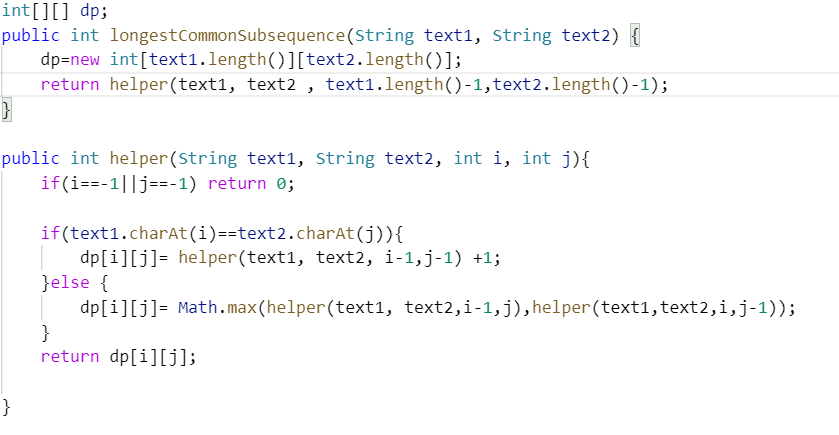 int[][] dp;
public int longestCommonSubsequence(String text1, String text2) {
    dp=new int[text1.length()][text2.length()];
    return helper(text1, text2 , text1.length()-1,text2.length()-1);
}
public int helper(String text1, String text2, int i, int j){
    if(i==-1||j==-1) return 0;
    if(text1.charAt(i)==text2.charAt(j)){
        dp[i][j]= helper(text1, text2, i-1,j-1) +1;
    }else {
        dp[i][j]= Math.max(helper(text1, text2,i-1,j),helper(text1,text2,i,j-1));
    }
    return dp[i][j];
}